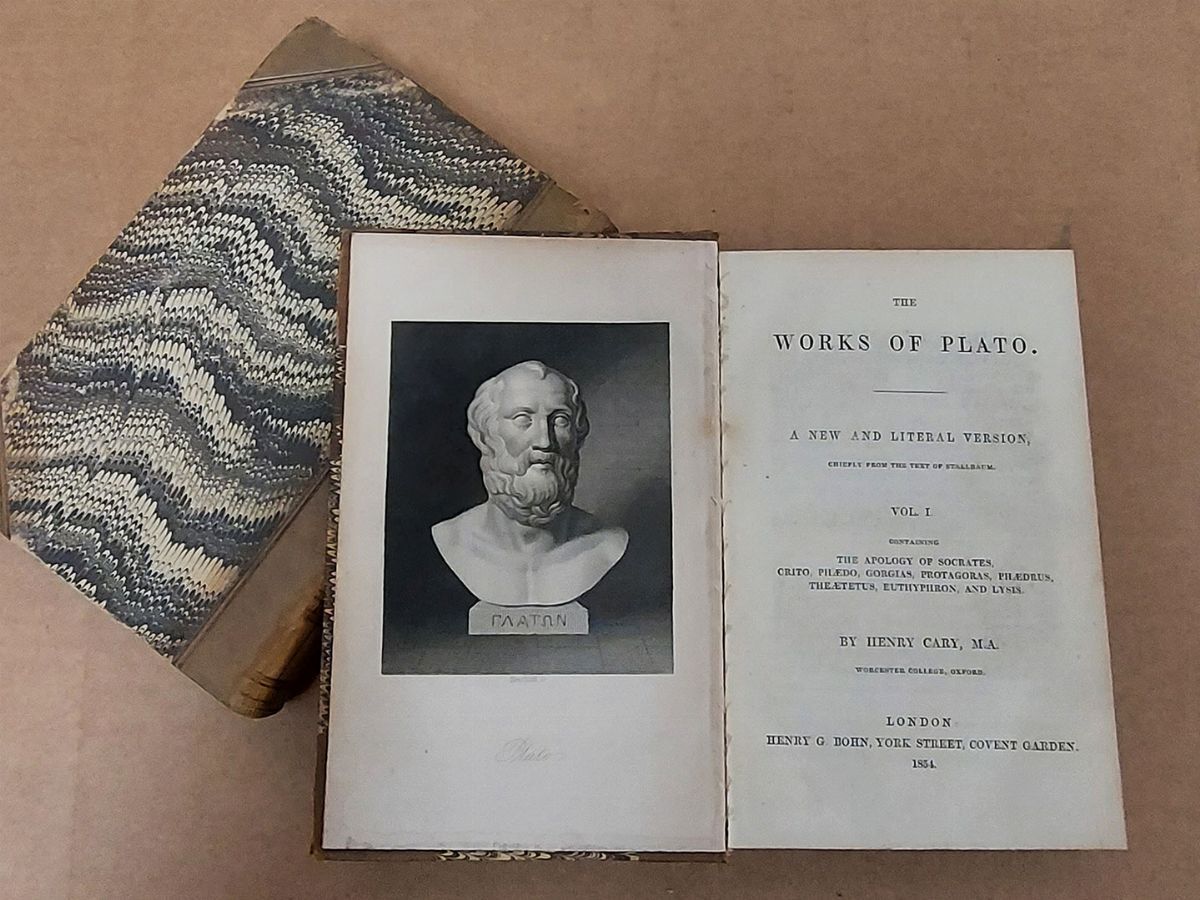 ΠΛΑΤΩΝ
Plato
THE
WORKS OF PLATO.
A NEW AND LITERAL VERSION,
CHIEFLY FROM THE TEXT OF STALLBAUM.
VOL. I.
CONTAINING
THE APOLOGY OF SOCRATES,
CRITO, PHÆDO, GORGIAS, PROTAGORAS, PHÆDRUS,
THEÆTETUS, EUTHYPHRON, AND LYSIS.
BY HENRY CARY, M.A.
WORCESTER COLLEGE, OXFORD.
LONDON
HENRY G. BOHN, YORK STREET, COVENT GARDEN.
1854.